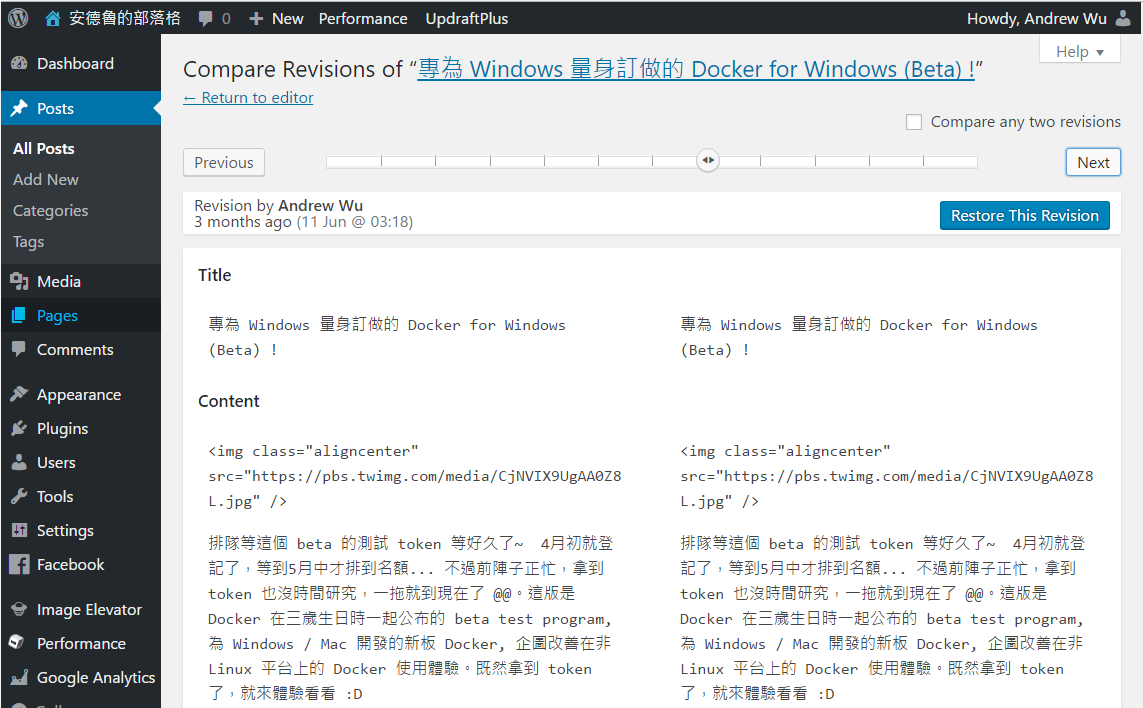 安德魯的部落格 0 New Performance UpdraftPlus Howdy, Andrew Wu
Dashboard
Posts
All Posts
Add New
Categories
Tags
Media
Pages
Comments
Appearance
Plugins
Users
Tools
Settings
Facebook
Image Elevator
Performance
Google Analytics
Help
Compare Revisions of “專為 Windows 量身訂做的 Docker for Windows (Beta) !”
← Return to editor
Compare any two revisions
Previous
Next
Revision by Andrew Wu
3 months ago (11 Jun @ 03:18)
Restore This Revision
Title
專為 Windows 量身訂做的 Docker for Windows
(Beta) !
專為 Windows 量身訂做的 Docker for Windows
(Beta) !
Content
<img class="aligncenter"
src="https://pbs.twimg.com/media/CjNVIX9UgAA0Z8
L.jpg" />
排隊等這個 beta 的測試 token 等好久了~ 4月初就登
記了，等到5月中才排到名額... 不過前陣子正忙，拿到
token 也沒時間研究，一拖就到現在了 @@。這版是
Docker 在三歲生日時一起公布的 beta test program,
為 Windows / Mac 開發的新板 Docker, 企圖改善在非
Linux 平台上的 Docker 使用體驗。既然拿到 token
了，就來體驗看看 :D
<img class="aligncenter"
src="https://pbs.twimg.com/media/CjNVIX9UgAA0Z8
L.jpg" />
排隊等這個 beta 的測試 token 等好久了~ 4月初就登
記了，等到5月中才排到名額... 不過前陣子正忙，拿到
token 也沒時間研究，一拖就到現在了 @@。這版是
Docker 在三歲生日時一起公布的 beta test program,
為 Windows / Mac 開發的新板 Docker, 企圖改善在非
Linux 平台上的 Docker 使用體驗。既然拿到 token
了，就來體驗看看 :D